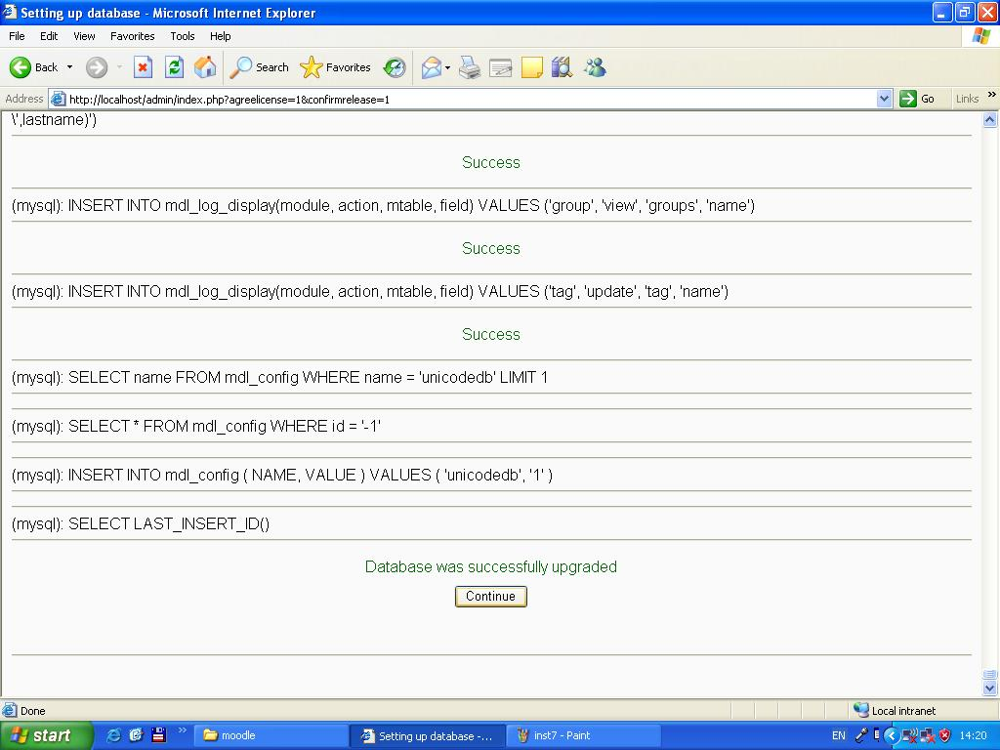 Setting up database - Microsoft Internet Explorer
File Edit View Favorites Tools Help
Back Search Favorites
Address http://localhost/admin/index.php?agreelicense=1&confirmrelease=1 Go Links »
\',lastname)')
Success
(mysql): INSERT INTO mdl_log_display(module, action, mtable, field) VALUES ('group', 'view', 'groups', 'name')
Success
(mysql): INSERT INTO mdl_log_display(module, action, mtable, field) VALUES ('tag', 'update', 'tag', 'name')
Success
(mysql): SELECT name FROM mdl_config WHERE name = 'unicodedb' LIMIT 1
(mysql): SELECT * FROM mdl_config WHERE id = '-1'
(mysql): INSERT INTO mdl_config ( NAME, VALUE ) VALUES ( 'unicodedb', '1' )
(mysql): SELECT LAST_INSERT_ID()
Database was successfully upgraded
Continue
Done Local intranet
start » moodle Setting up database -... inst7 - Paint EN 14:20